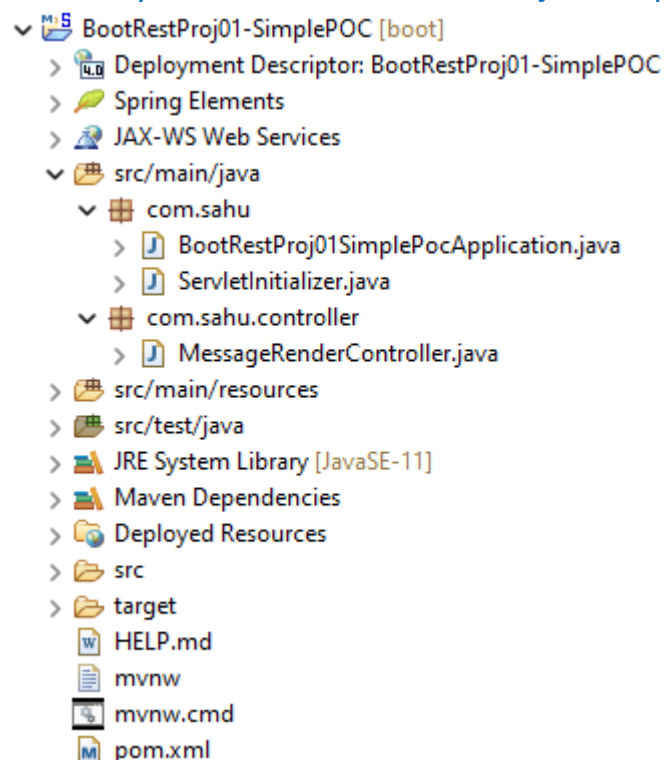 BootRestProj01-SimplePOC [boot]
Deployment Descriptor: BootRestProj01-SimplePOC
Spring Elements
JAX-WS Web Services
src/main/java
com.sahu
BootRestProj01SimplePocApplication.java
ServletInitializer.java
com.sahu.controller
MessageRenderController.java
src/main/resources
src/test/java
JRE System Library [JavaSE-11]
Maven Dependencies
Deployed Resources
src
target
HELP.md
mvnw
mvnw.cmd
pom.xml